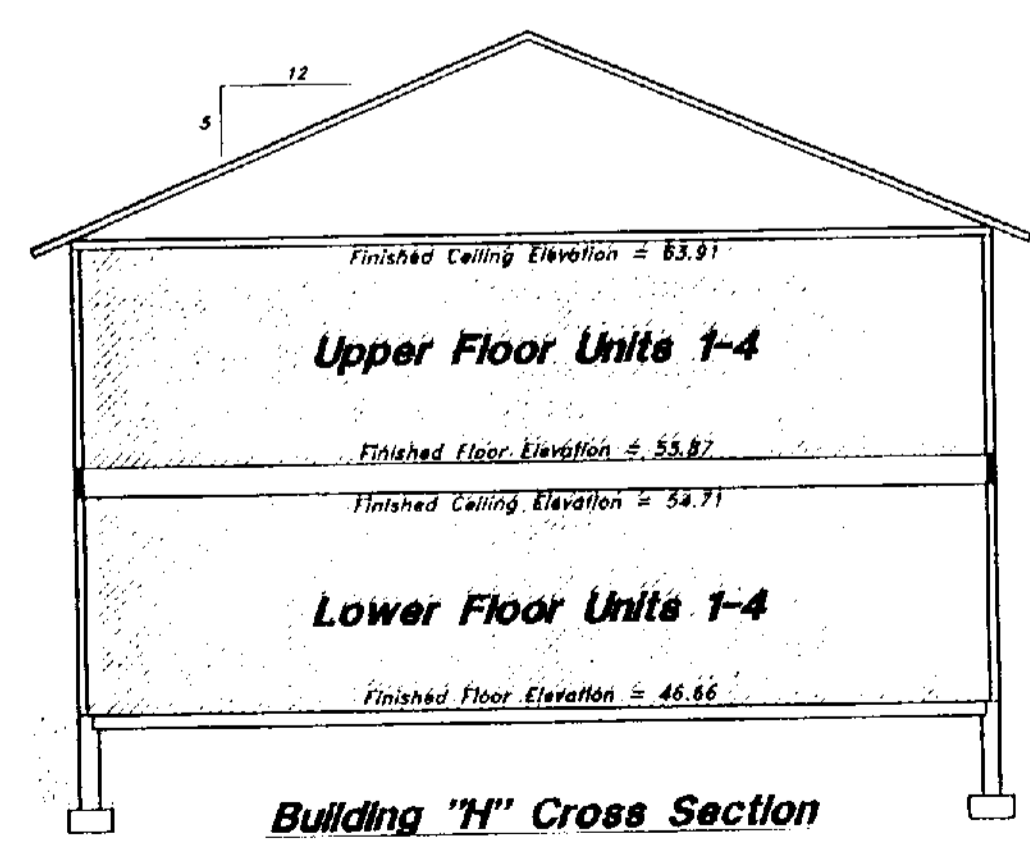 12
5
Finished Ceiling Elevation = 63.91
Upper Floor Units 1-4
Finished Floor Elevation = 55.87
Finished Ceiling Elevation = 54.71
Lower Floor Units 1-4
Finished Floor Elevation = 46.66
Building "H" Cross Section